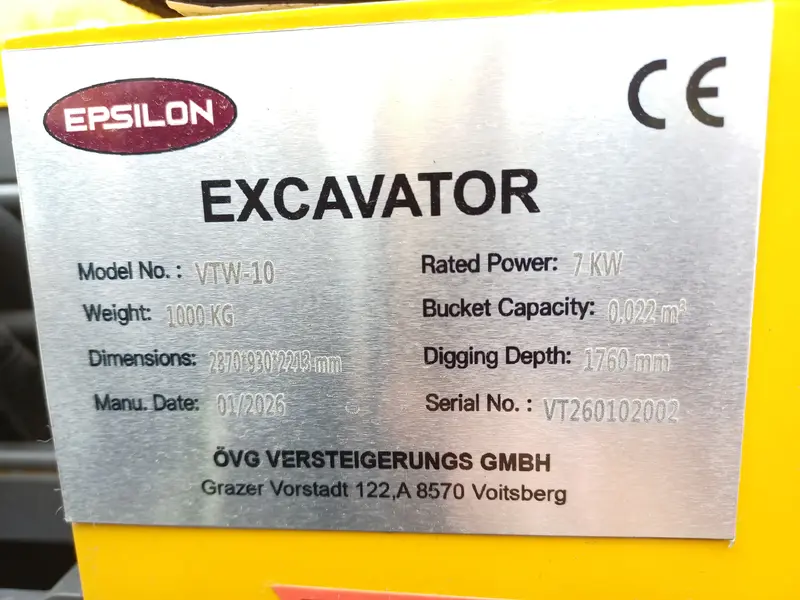 EPSILON
CE
EXCAVATOR
Model No. : VTW-10
Rated Power: 7 KW
Weight: 1000 KG
Bucket Capacity: 0.022 m³
Dimensions: 2870*930*2213 mm
Digging Depth: 1760 mm
Manu. Date: 01/2026
Serial No. : VT260102002
ÖVG VERSTEIGERUNGS GMBH
Grazer Vorstadt 122,A 8570 Voitsberg